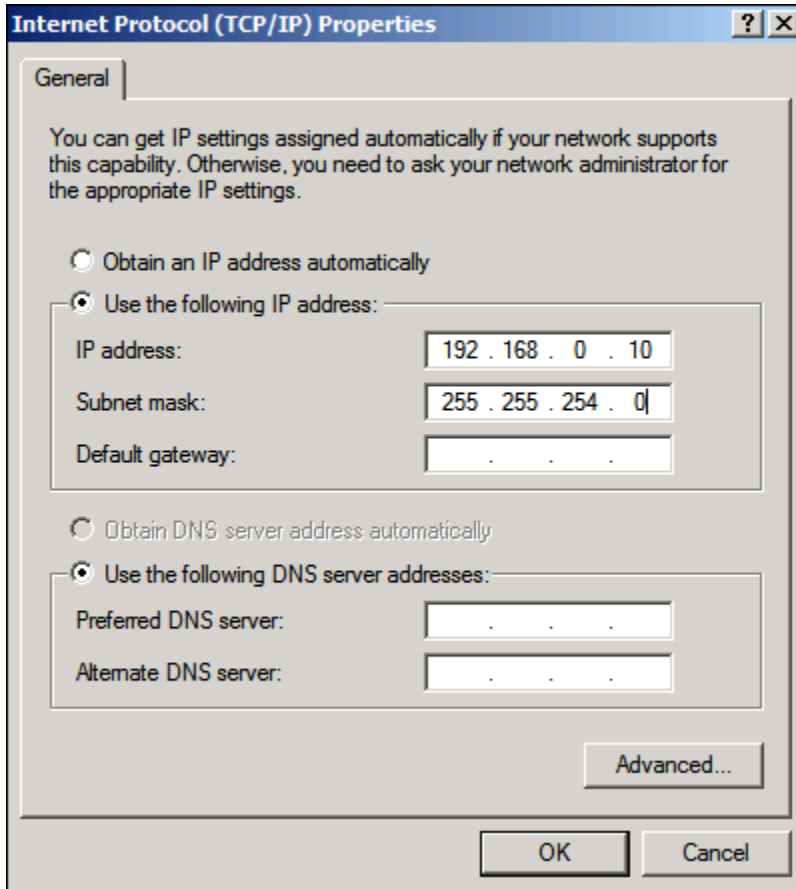 Internet Protocol (TCP/IP) Properties
General
You can get IP settings assigned automatically if your network supports
this capability. Otherwise, you need to ask your network administrator for
the appropriate IP settings.
Obtain an IP address automatically
Use the following IP address:
IP address: 192 . 168 . 0 . 10
Subnet mask: 255 . 255 . 254 . 0
Default gateway: . . .
Obtain DNS server address automatically
Use the following DNS server addresses:
Preferred DNS server: . . .
Alternate DNS server: . . .
Advanced...
OK Cancel